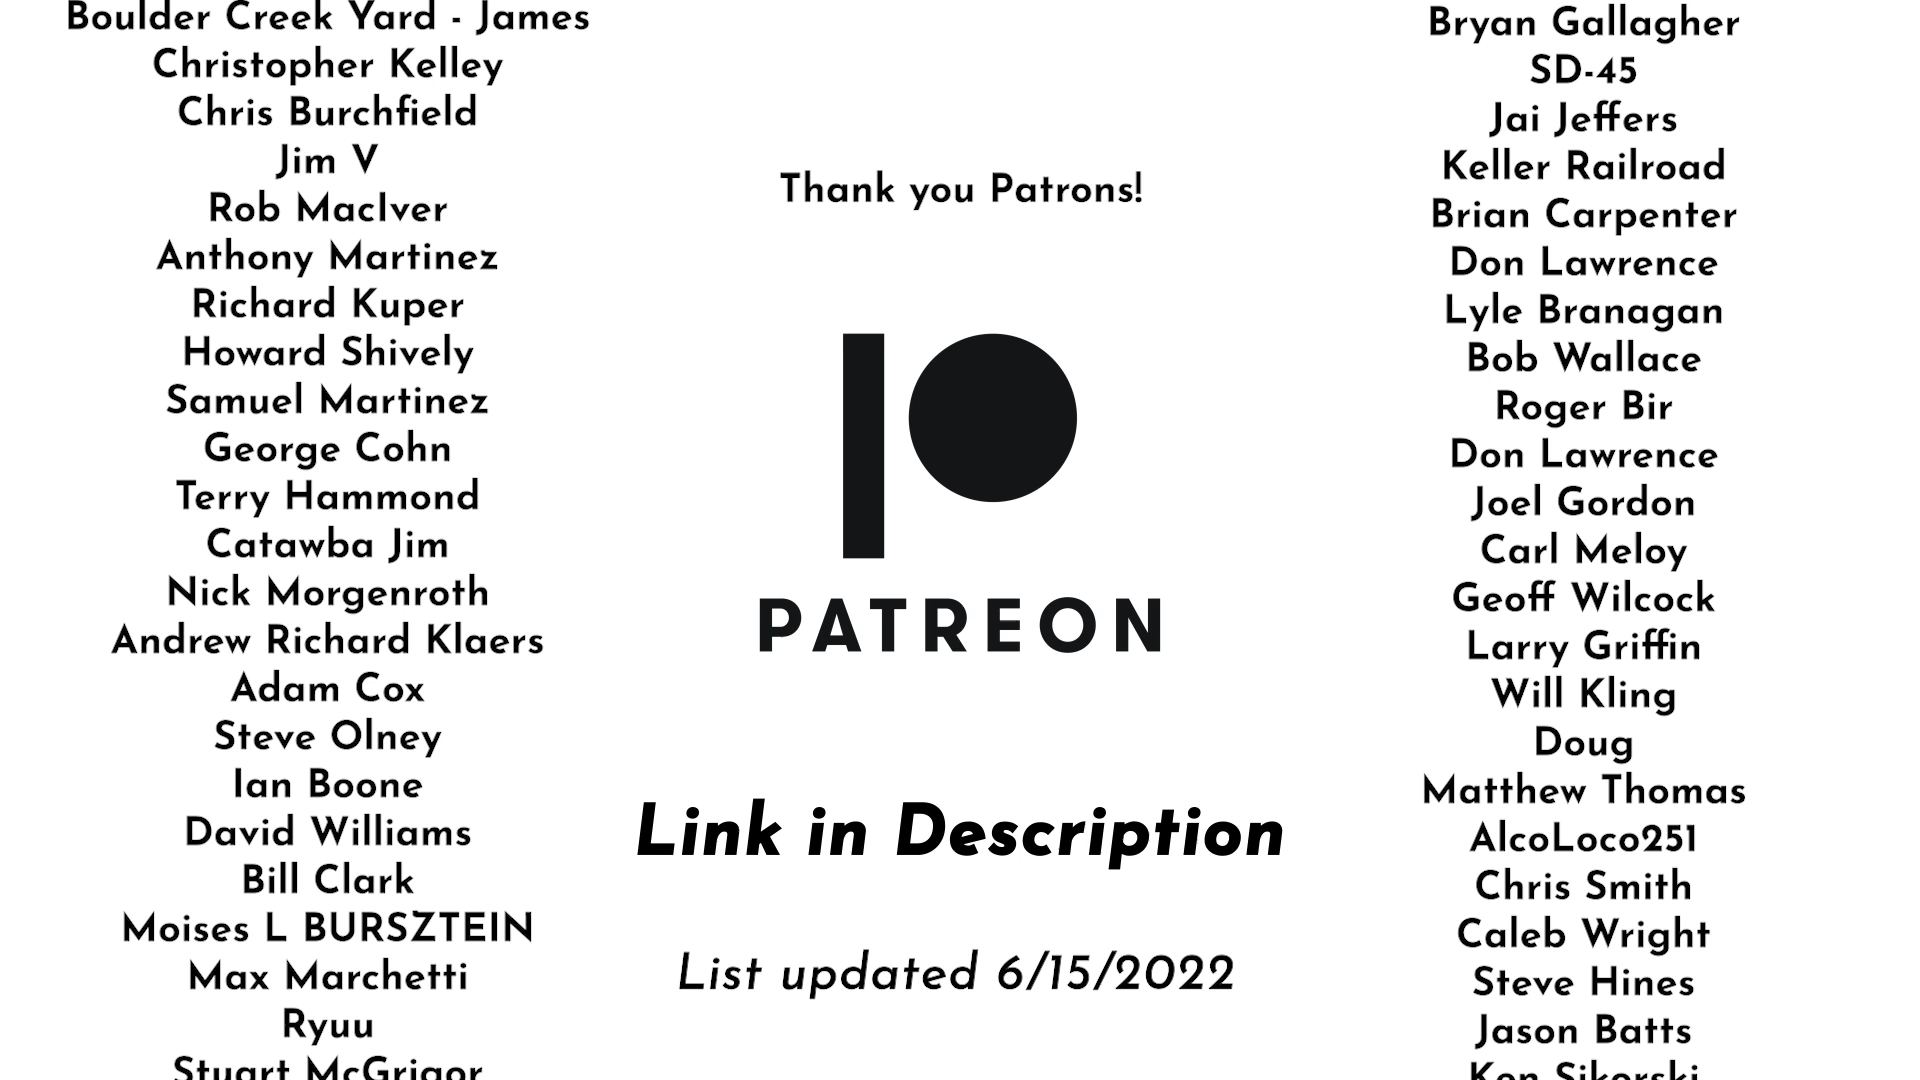 Boulder Creek Yard - James
Christopher Kelley
Chris Burchfield
Jim V
Rob MacIver
Anthony Martinez
Richard Kuper
Howard Shively
Samuel Martinez
George Cohn
Terry Hammond
Catawba Jim
Nick Morgenroth
Andrew Richard Klaers
Adam Cox
Steve Olney
Ian Boone
David Williams
Bill Clark
Moises L BURSZTEIN
Max Marchetti
Ryuu
Stuart McGrigor
Thank you Patrons!
PATREON
Link in Description
List updated 6/15/2022
Bryan Gallagher
SD-45
Jai Jeffers
Keller Railroad
Brian Carpenter
Don Lawrence
Lyle Branagan
Bob Wallace
Roger Bir
Don Lawrence
Joel Gordon
Carl Meloy
Geoff Wilcock
Larry Griffin
Will Kling
Doug
Matthew Thomas
AlcoLoco251
Chris Smith
Caleb Wright
Steve Hines
Jason Batts
Ken Sikorski